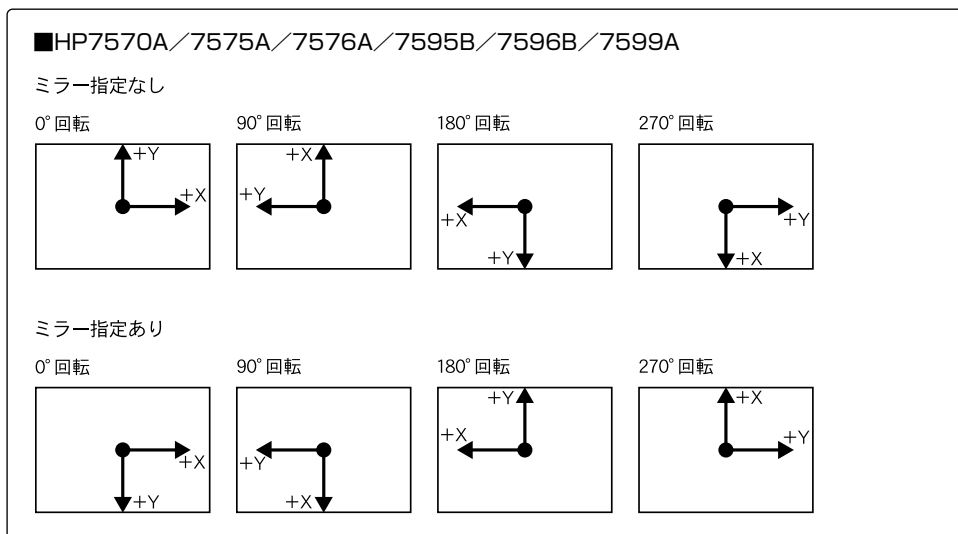 ■HP7570A／7575A／7576A／7595B／7596B／7599A
ミラー指定なし
0°回転 90°回転 180°回転 270°回転
+Y +X
+X +Y
+X +Y
+Y +X
ミラー指定あり
0°回転 90°回転 180°回転 270°回転
+X +Y
+Y +X
+Y +X
+X +Y